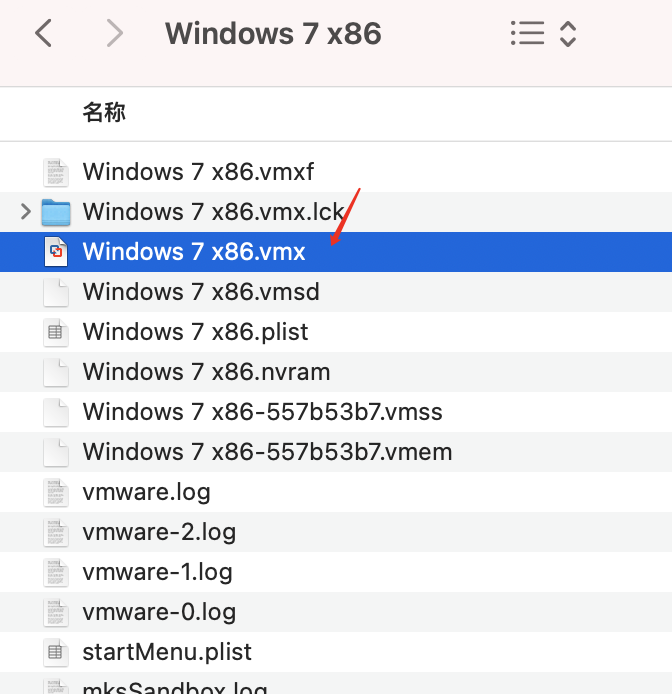 Windows 7 x86
名称
Windows 7 x86.vmxf
Windows 7 x86.vmx.lck
Windows 7 x86.vmx
Windows 7 x86.vmsd
Windows 7 x86.plist
Windows 7 x86.nvram
Windows 7 x86-557b53b7.vmss
Windows 7 x86-557b53b7.vmem
vmware.log
vmware-2.log
vmware-1.log
vmware-0.log
startMenu.plist
mksSandbox.log